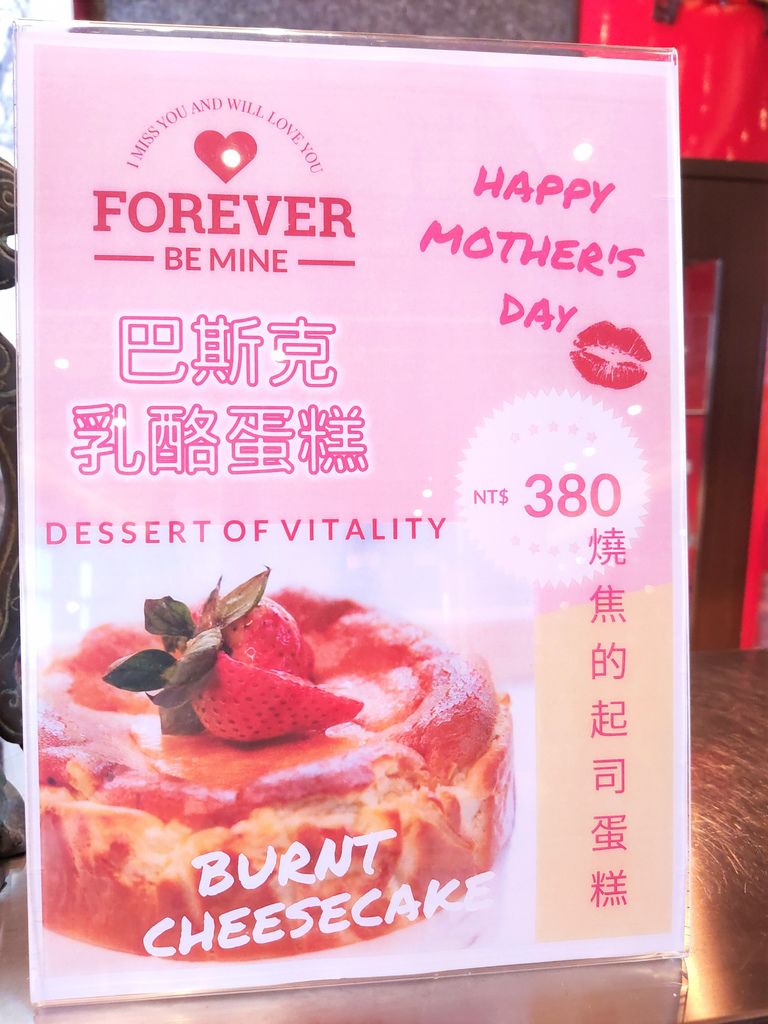 I MISS YOU AND WILL LOVE YOU
FOREVER
BE MINE
HAPPY
MOTHER'S
DAY
巴斯克
乳酪蛋糕
NT$ 380
DESSERT OF VITALITY
燒焦的起司蛋糕
BURNT
CHEESECAKE